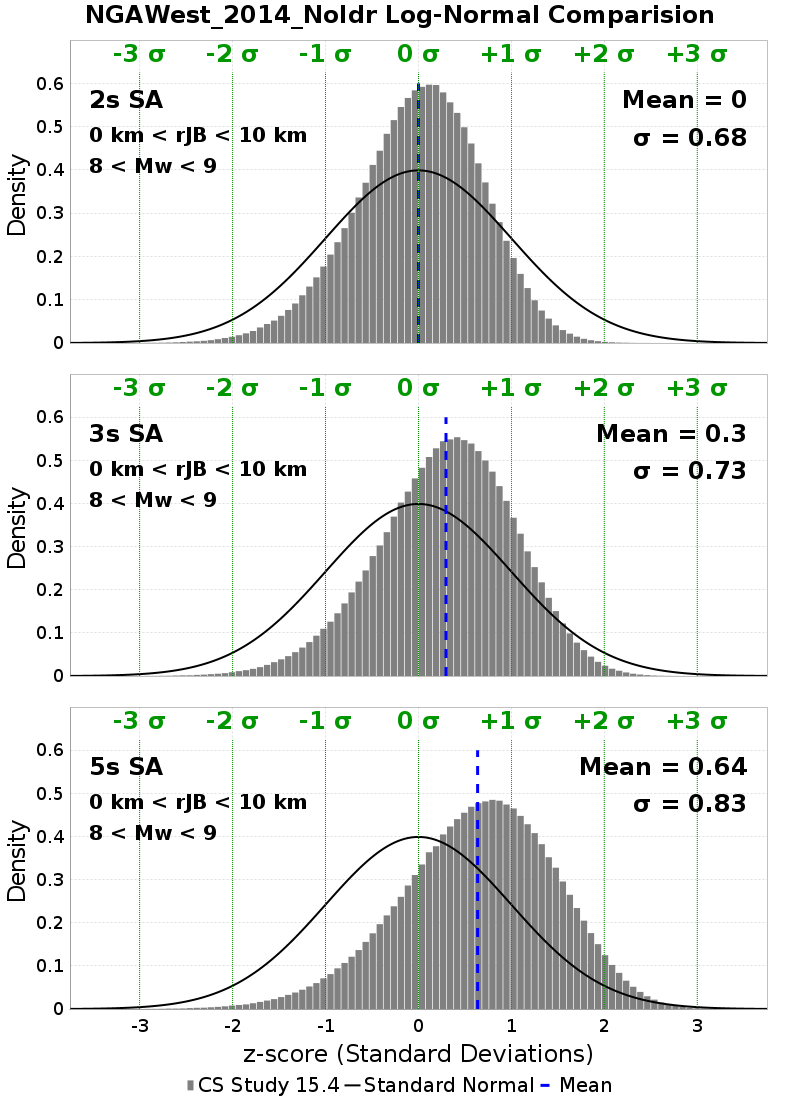 NGAWest_2014_NoIdr Log-Normal Comparision
-3 σ -2 σ -1 σ 0 σ +1 σ +2 σ +3 σ
2s SA
0 km < rJB < 10 km
8 < Mw < 9
Mean = 0
σ = 0.68
Density
0.6
0.5
0.4
0.3
0.2
0.1
0
-3 σ -2 σ -1 σ 0 σ +1 σ +2 σ +3 σ
3s SA
0 km < rJB < 10 km
8 < Mw < 9
Mean = 0.3
σ = 0.73
Density
0.6
0.5
0.4
0.3
0.2
0.1
0
-3 σ -2 σ -1 σ 0 σ +1 σ +2 σ +3 σ
5s SA
0 km < rJB < 10 km
8 < Mw < 9
Mean = 0.64
σ = 0.83
Density
0.6
0.5
0.4
0.3
0.2
0.1
0
-3 -2 -1 0 1 2 3
z-score (Standard Deviations)
CS Study 15.4 Standard Normal Mean